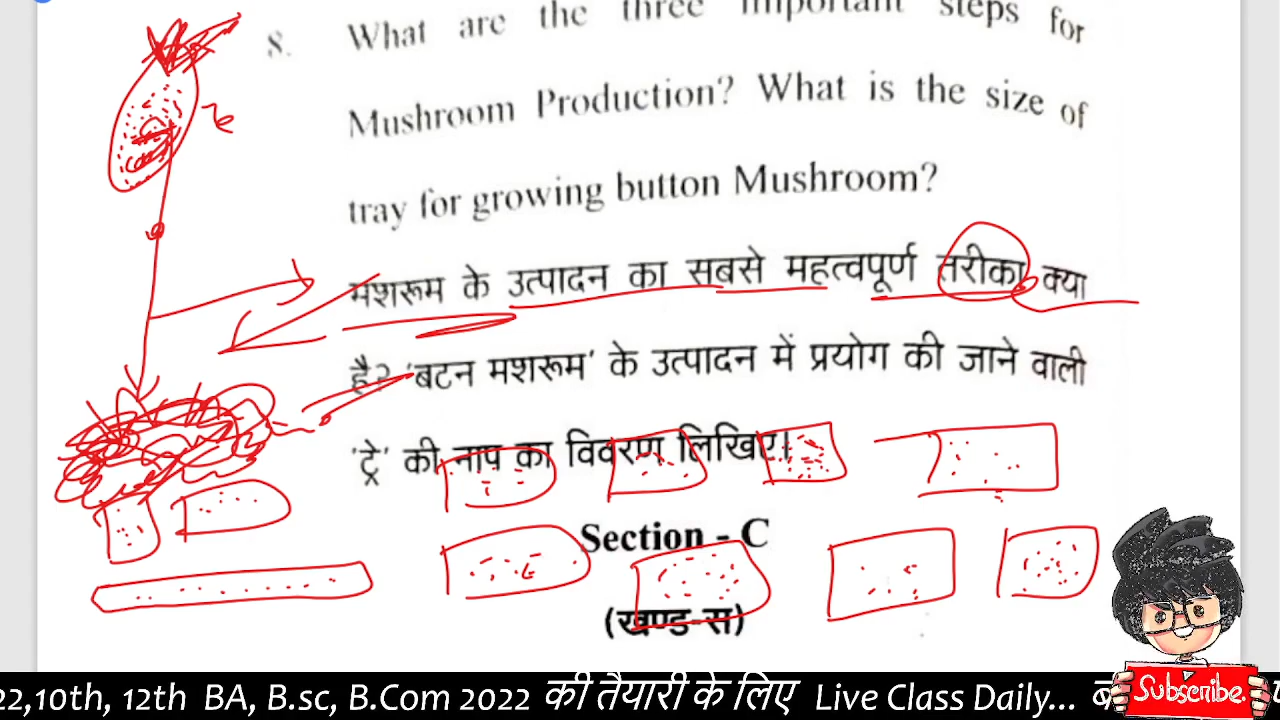 8. What are the three important steps for
Mushroom Production? What is the size of
tray for growing button Mushroom?
मशरूम के उत्पादन का सबसे महत्वपूर्ण तरीका क्या
है? 'बटन मशरूम' के उत्पादन में प्रयोग की जाने वाली
'ट्रे' की नाप का विवरण लिखिए।
Section - C
(खण्ड-स)
22,10th, 12th BA, B.sc, B.Com 2022 की तैयारी के लिए Live Class Daily...
Subscribe